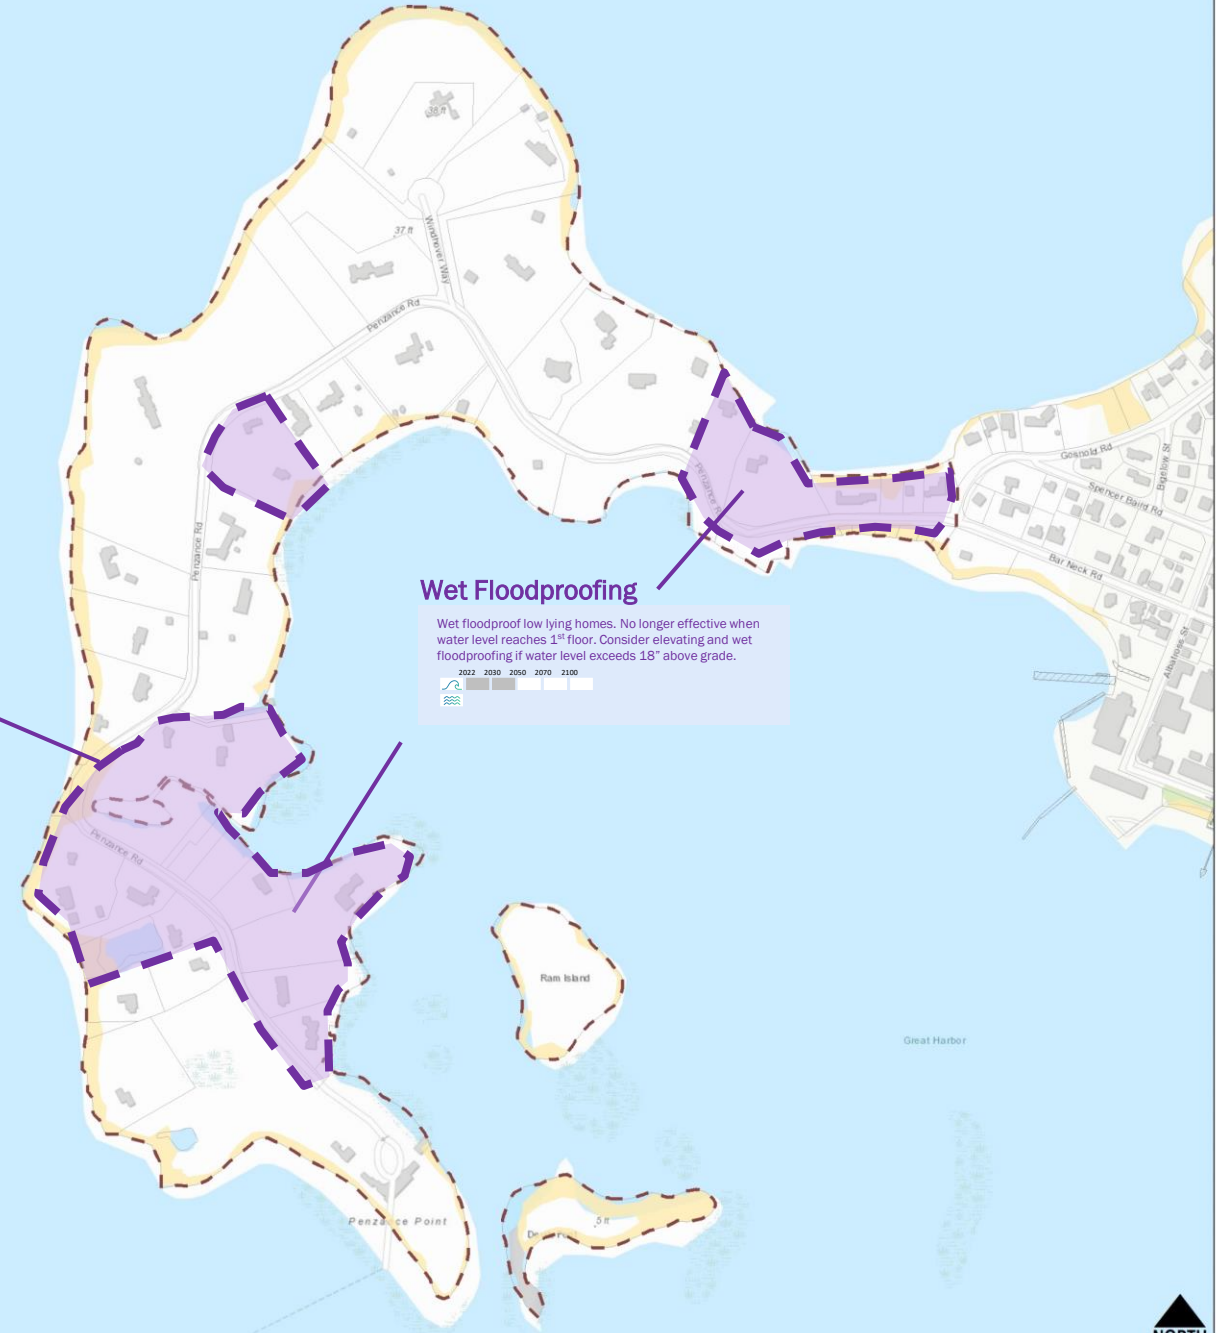 38 ft
37 ft
Windhover Way
Penzance Rd
Gosnold Rd
Bigelow St
Spencer Baird Rd
Penzance R
Penzance Rd
Bar Neck Rd
Albatross St
Wet Floodproofing
Wet floodproof low lying homes. No longer effective when
water level reaches 1st floor. Consider elevating and wet
floodproofing if water level exceeds 18” above grade.
2022 2030 2050 2070 2100
Penzance Rd
Ram Island
Great Harbor
Penzance Point
5 ft
NORTH